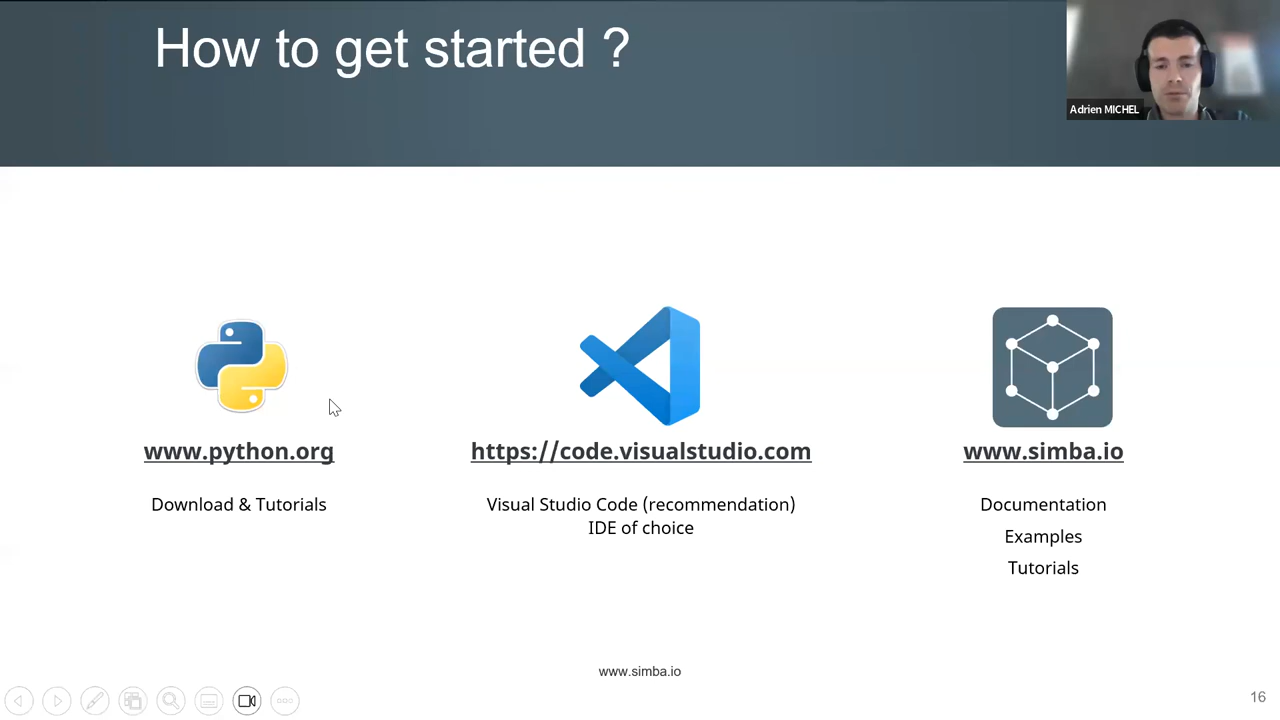 How to get started ?
Adrien MICHEL
www.python.org
Download & Tutorials
https://code.visualstudio.com
Visual Studio Code (recommendation)
IDE of choice
www.simba.io
Documentation
Examples
Tutorials
www.simba.io
16